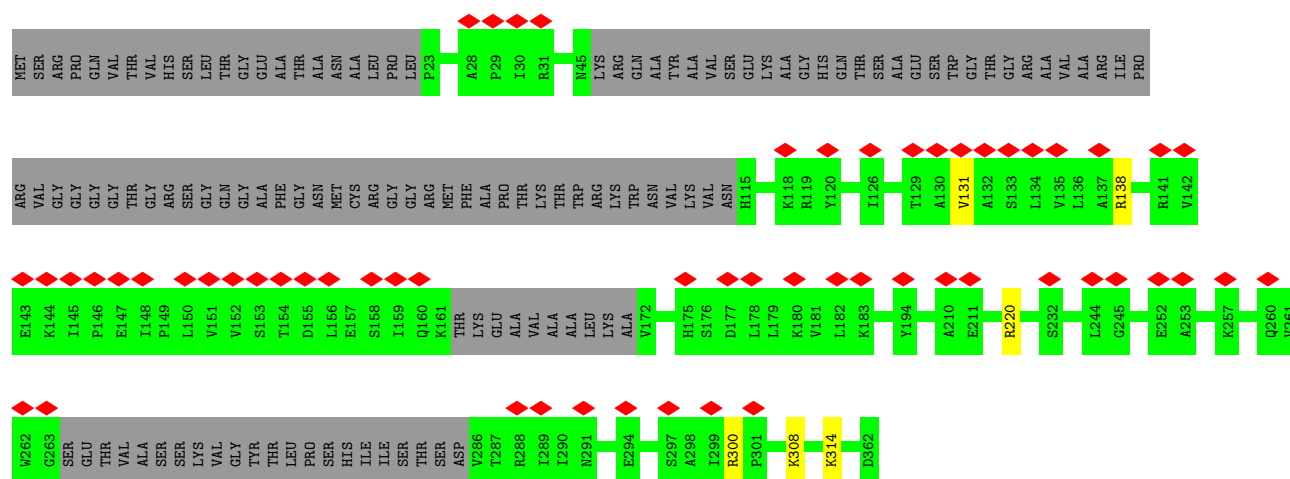 MET SER ARG PRO GLN VAL THR VAL HIS SER LEU THR GLY GLU ALA THR ALA ASN ALA LEU PRO LEU P23 A28 P29 I30 R31 N45 LYS ARG GLN ALA TYR ALA VAL SER GLU LYS ALA GLY HIS GLN THR SER ALA GLU SER TRP GLY THR GLY ARG ALA VAL ALA ARG ILE PRO
ARG VAL GLY GLY GLY GLY THR GLY ARG SER GLY GLN GLY ALA PHE GLY ASN MET CYS ARG GLY GLY ARG MET PHE ALA PRO THR LYS THR TRP ARG LYS TRP ASN VAL LYS VAL ASN H115 K118 R119 Y120 I126 T129 A130 V131 A132 S133 L134 V135 L136 A137 R138 R141 V142
E143 K144 I145 P146 E147 I148 P149 L150 V151 V152 S153 T154 D155 L156 E157 S158 I159 Q160 K161 THR LYS GLU ALA VAL ALA ALA LEU LYS ALA V172 H175 S176 D177 L178 L179 K180 V181 L182 K183 Y194 A210 E211 R220 S232 L244 G245 E252 A253 K257 Q260 V261
W262 G263 SER GLU THR VAL ALA SER SER LYS VAL GLY TYR THR LEU PRO SER HIS ILE ILE SER THR SER ASP V286 T287 R288 I289 I290 N291 E294 S297 A298 I299 R300 P301 K308 K314 D362